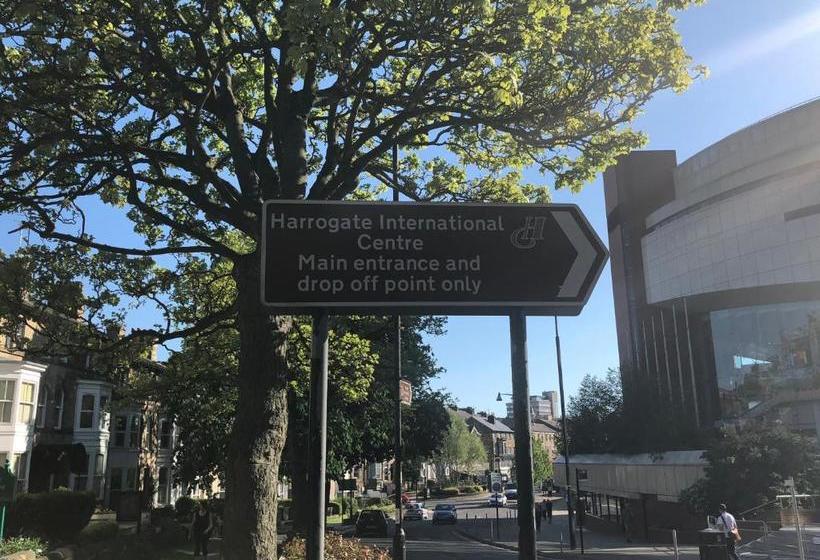 Harrogate International
Centre
Main entrance and
drop off point only